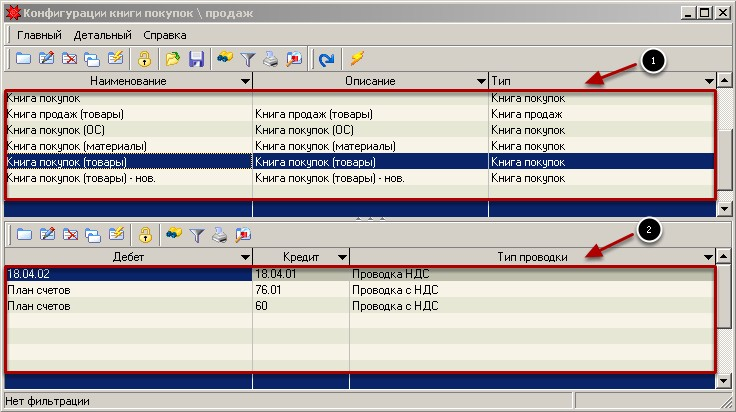 Конфигурации книги покупок \ продаж
Главный Детальный Справка
1
Наименование Описание Тип
Книга покупок Книга покупок
Книга продаж (товары) Книга продаж (товары) Книга продаж
Книга покупок (ОС) Книга покупок (ОС) Книга покупок
Книга покупок (материалы) Книга покупок (материалы) Книга покупок
Книга покупок (товары) Книга покупок (товары) Книга покупок
Книга покупок (товары) - нов. Книга покупок (товары) - нов. Книга покупок
2
Дебет Кредит Тип проводки
18.04.02 18.04.01 Проводка НДС
План счетов 76.01 Проводка с НДС
План счетов 60 Проводка с НДС
Нет фильтрации